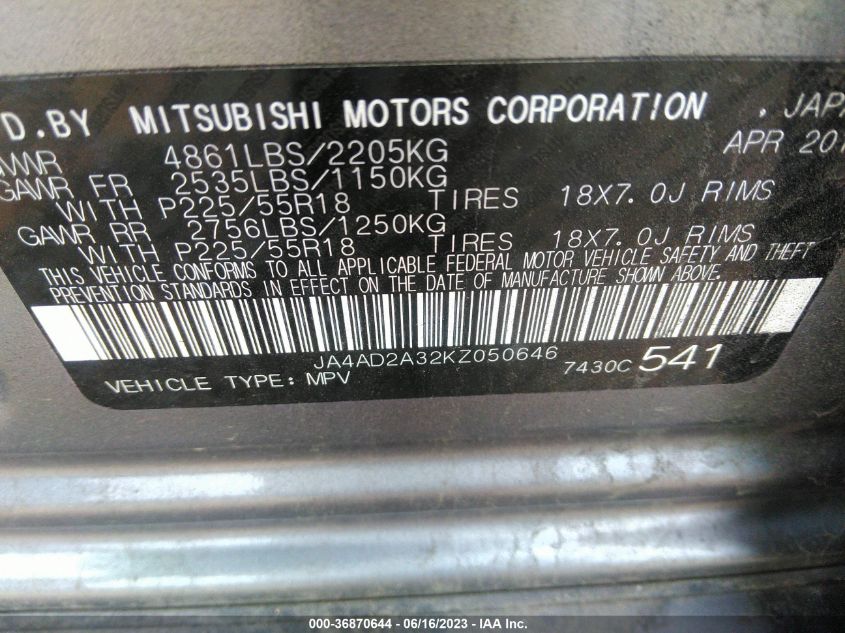 D.BY MITSUBISHI MOTORS CORPORATION . JAPA
GVWR 4861LBS/2205KG APR 201
GAWR FR 2535LBS/1150KG
WITH P225/55R18 TIRES 18X7.0J RIMS
GAWR RR 2756LBS/1250KG
WITH P225/55R18 TIRES 18X7.0J RIMS
THIS VEHICLE CONFORMS TO ALL APPLICABLE FEDERAL MOTOR VEHICLE SAFETY AND THEFT
PREVENTION STANDARDS IN EFFECT ON THE DATE OF MANUFACTURE SHOWN ABOVE.
JA4AD2A32KZ050646
VEHICLE TYPE: MPV 7430C 541
000-36870644 - 06/16/2023 - IAA Inc.